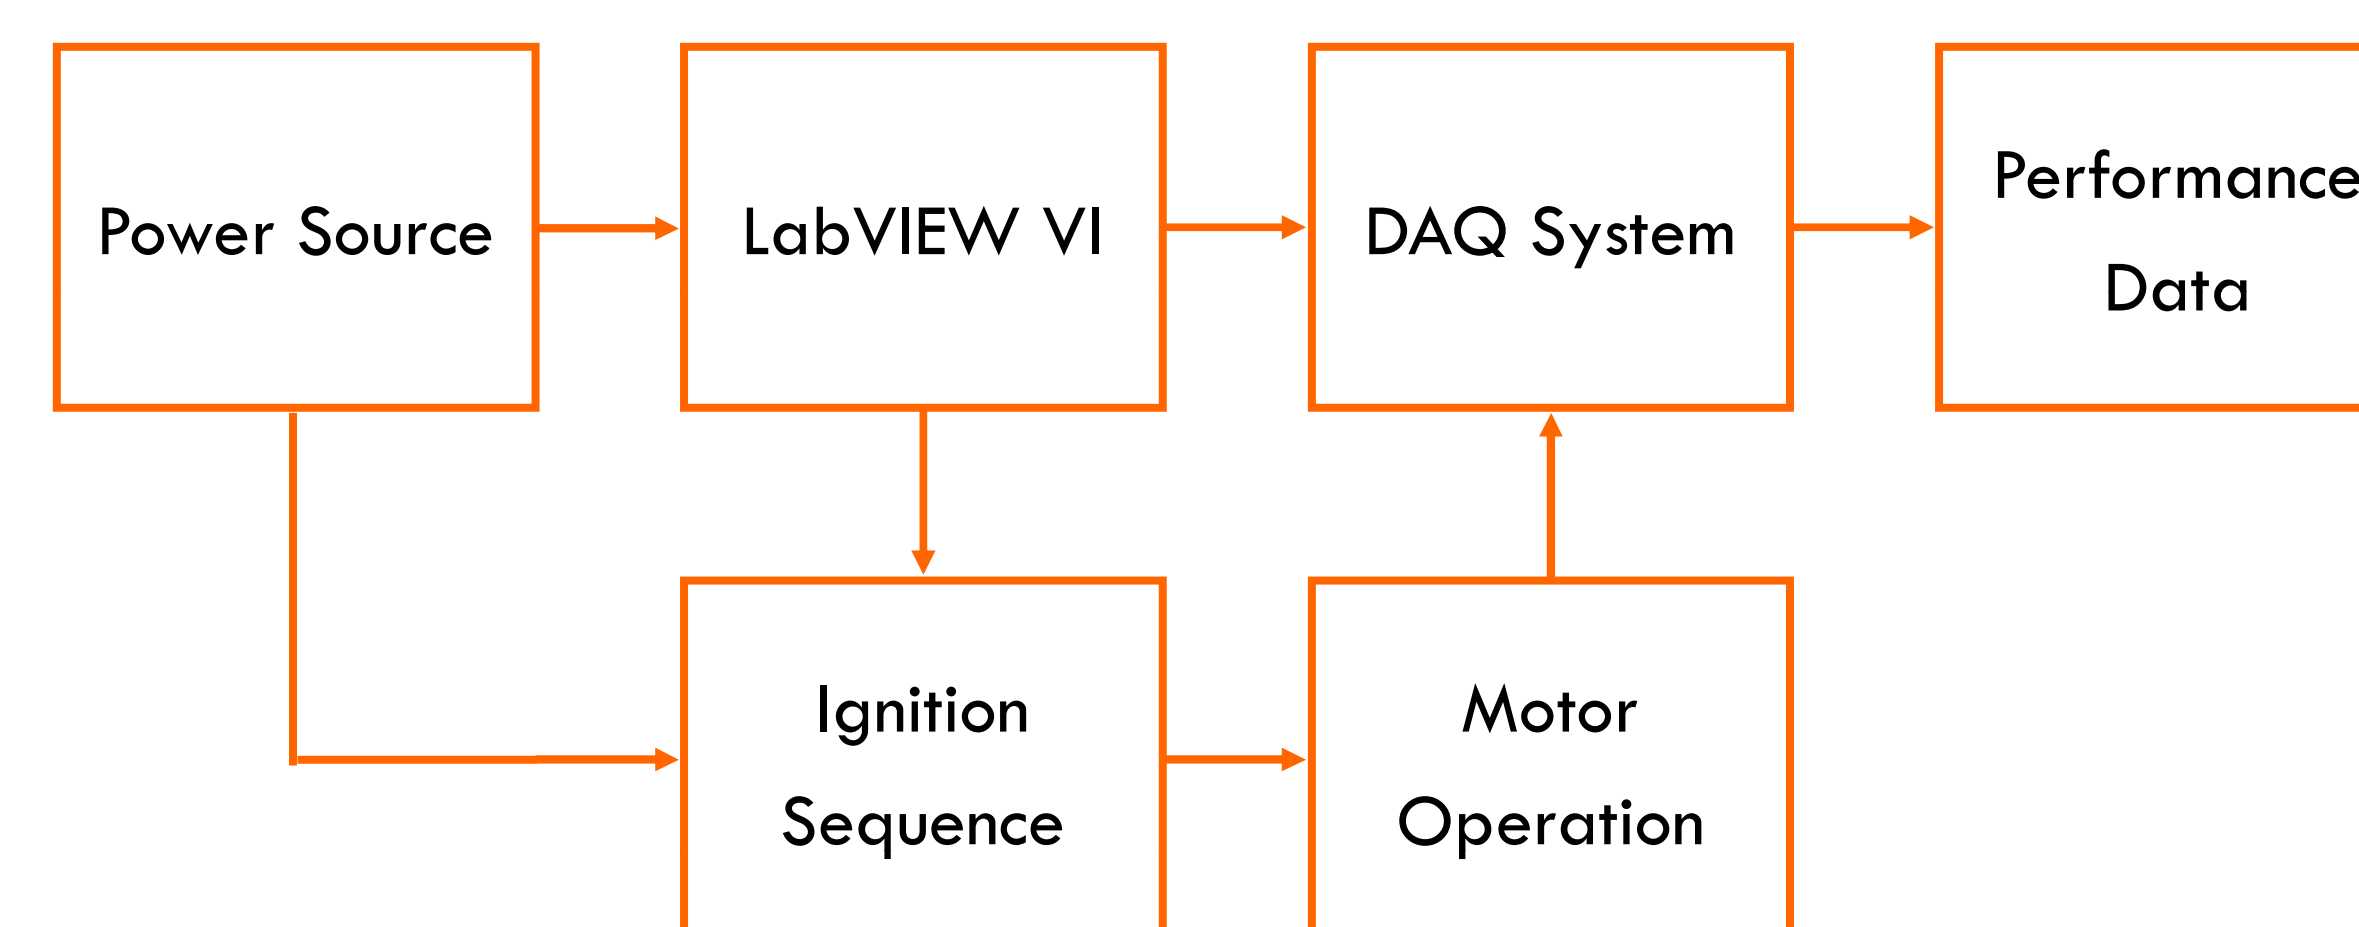 Power Source
LabVIEW VI
DAQ System
Performance
Data
Ignition
Sequence
Motor
Operation